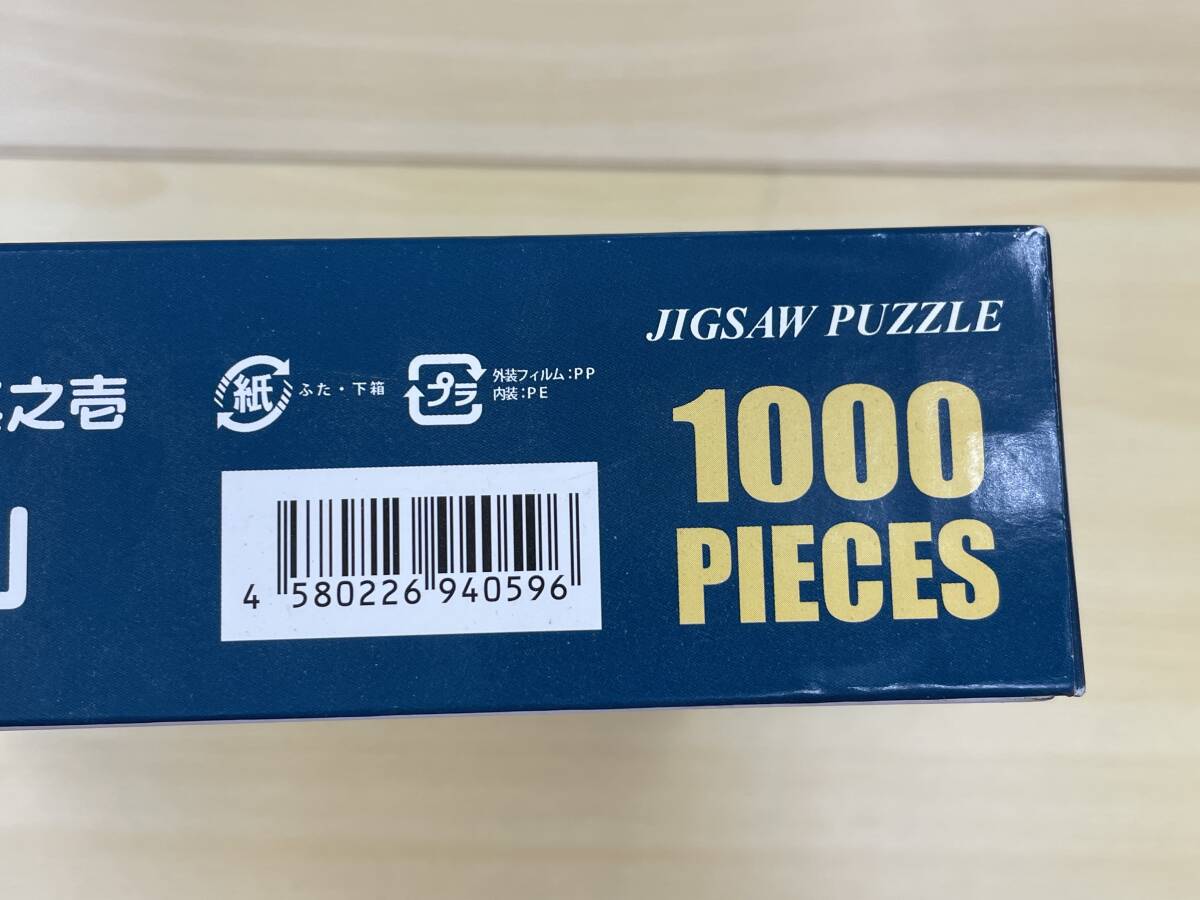 之壱
紙
ふた・下箱
プラ
外装フィルム:PP
内装:PE
4 580226 940596
JIGSAW PUZZLE
1000
PIECES